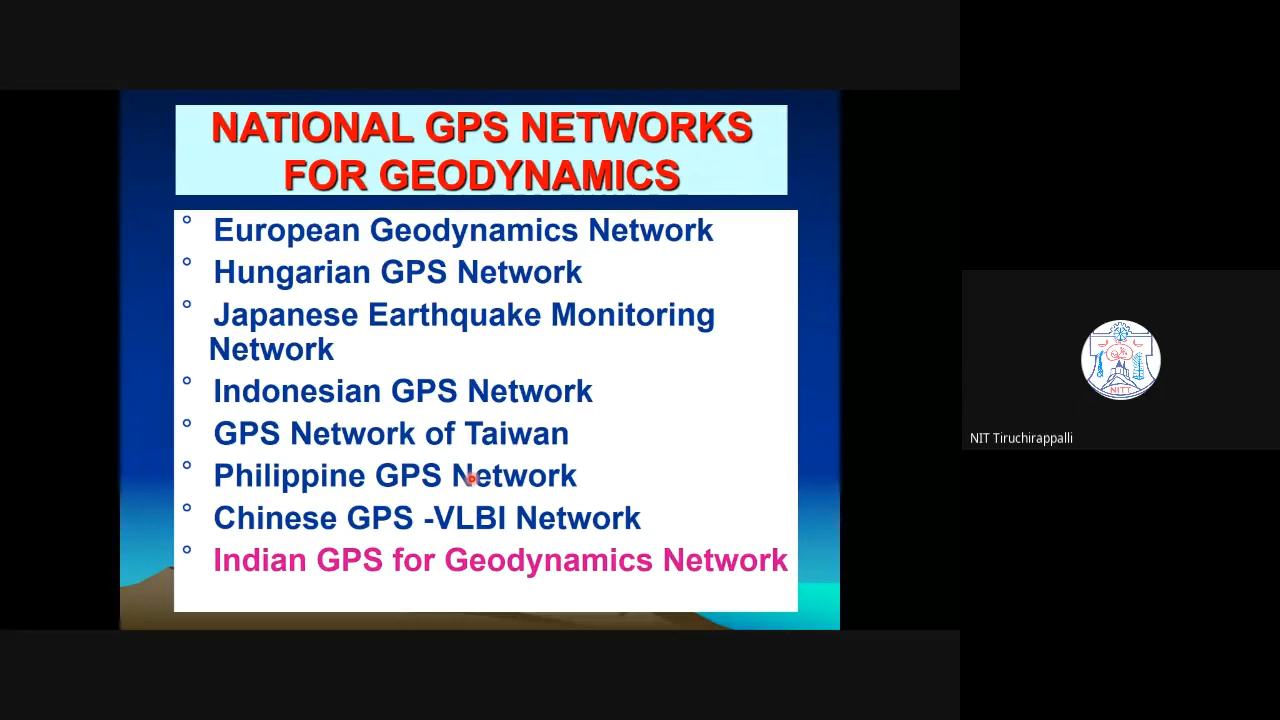 NATIONAL GPS NETWORKS
FOR GEODYNAMICS
° European Geodynamics Network
° Hungarian GPS Network
° Japanese Earthquake Monitoring
Network
° Indonesian GPS Network
° GPS Network of Taiwan
° Philippine GPS Network
° Chinese GPS -VLBI Network
° Indian GPS for Geodynamics Network
NITT
NIT Tiruchirappalli